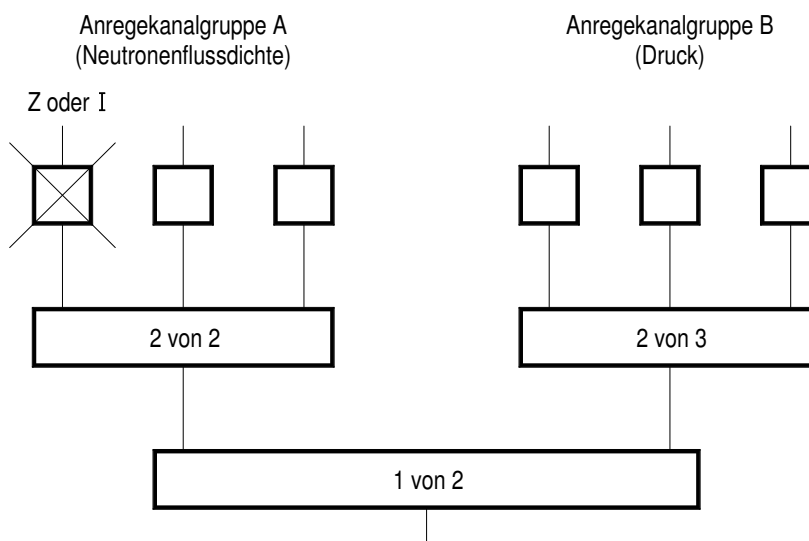 Anregekanalgruppe A
(Neutronenflussdichte)
Anregekanalgruppe B
(Druck)
Z oder I
2 von 2
2 von 3
1 von 2